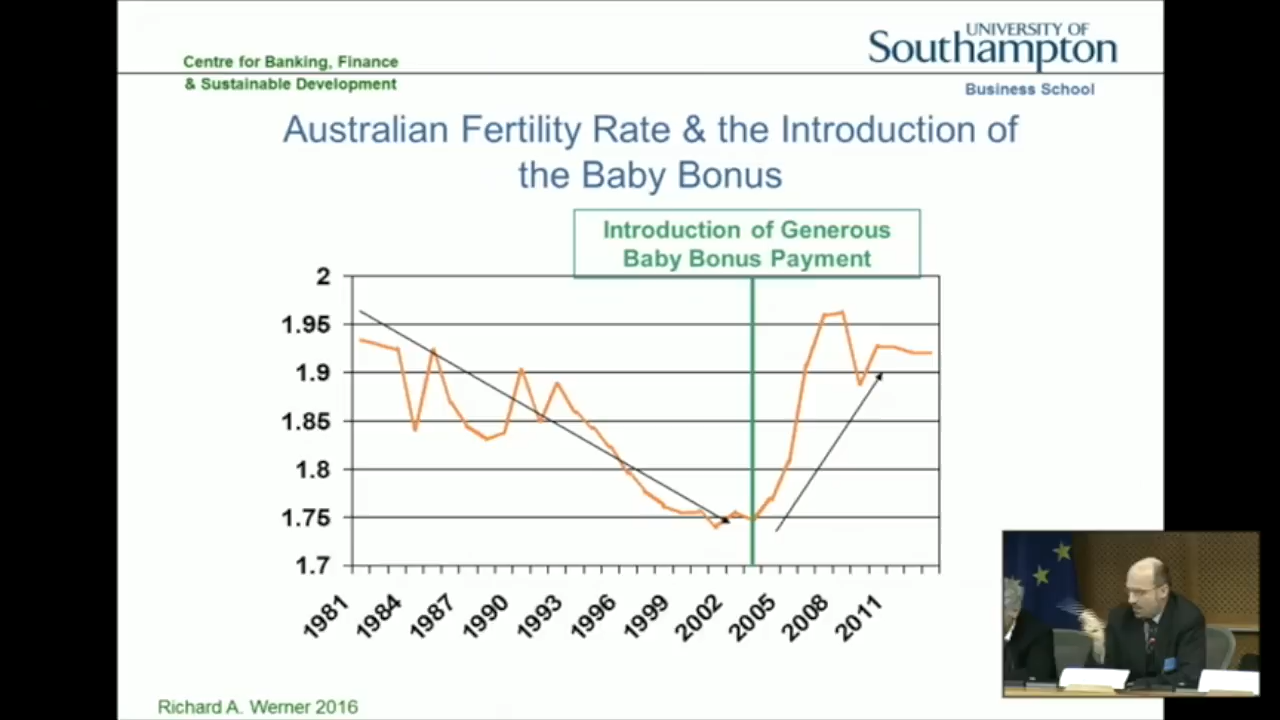 Centre for Banking, Finance
& Sustainable Development
UNIVERSITY OF
Southampton
Business School
Australian Fertility Rate & the Introduction of
the Baby Bonus
Introduction of Generous
Baby Bonus Payment
2
1.95
1.9
1.85
1.8
1.75
1.7
1981
1984
1987
1990
1993
1996
1999
2002
2005
2008
2011
Richard A. Werner 2016